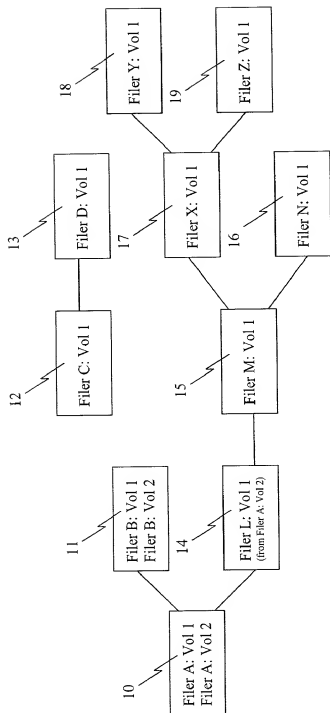 10
Filer A: Vol 1
Filer A: Vol 2
11
Filer B: Vol 1
Filer B: Vol 2
12
Filer C: Vol 1
13
Filer D: Vol 1
14
Filer L: Vol 1
(from Filer A: Vol 2)
15
Filer M: Vol 1
16
Filer N: Vol 1
17
Filer X: Vol 1
18
Filer Y: Vol 1
19
Filer Z: Vol 1